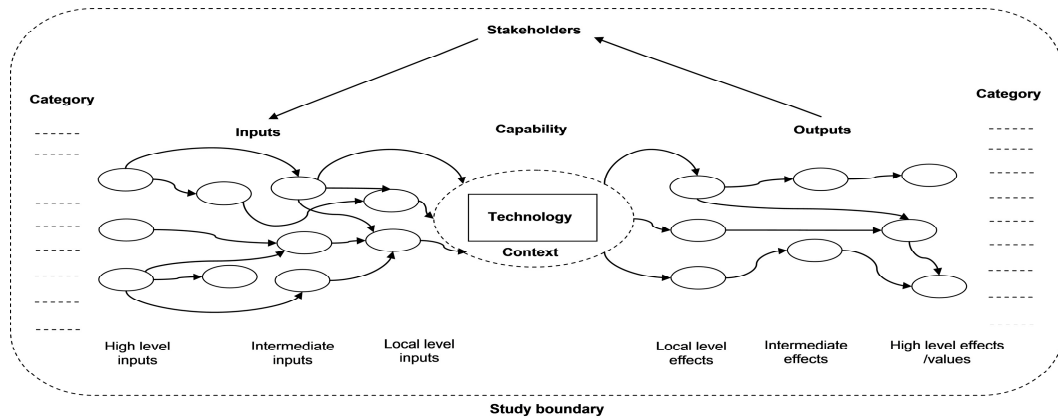 Stakeholders
Category
Category
Inputs
Capability
Outputs
Technology
Context
High level
inputs
Intermediate
inputs
Local level
inputs
Local level
effects
Intermediate
effects
High level effects
/values
Study boundary